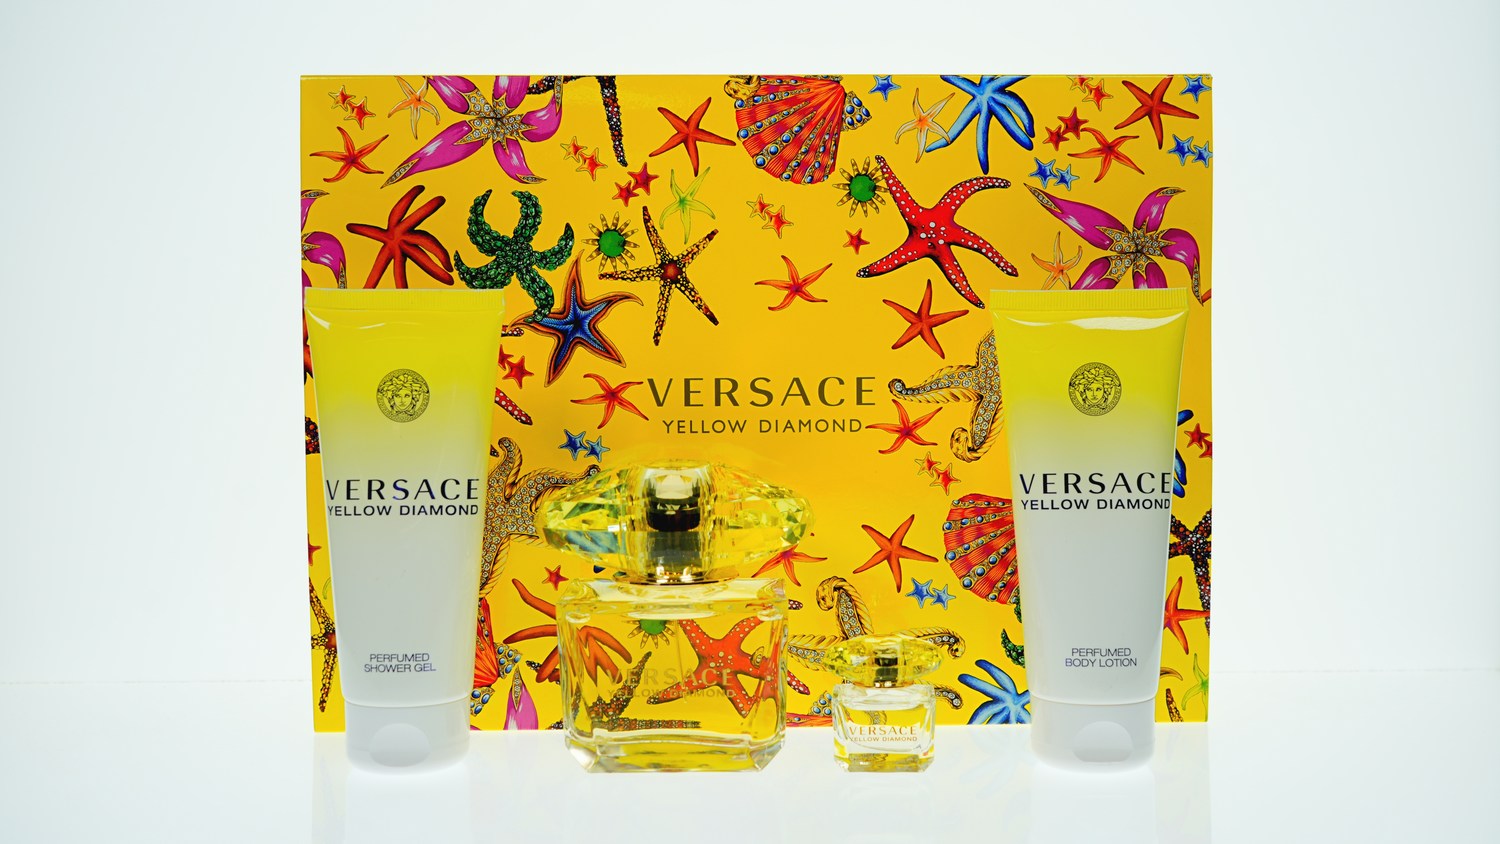 VERSACE
YELLOW DIAMOND
VERSACE
YELLOW DIAMOND
PERFUMED
SHOWER GEL
VERSACE
YELLOW DIAMOND
VERSACE
YELLOW DIAMOND
VERSACE
YELLOW DIAMOND
PERFUMED
BODY LOTION